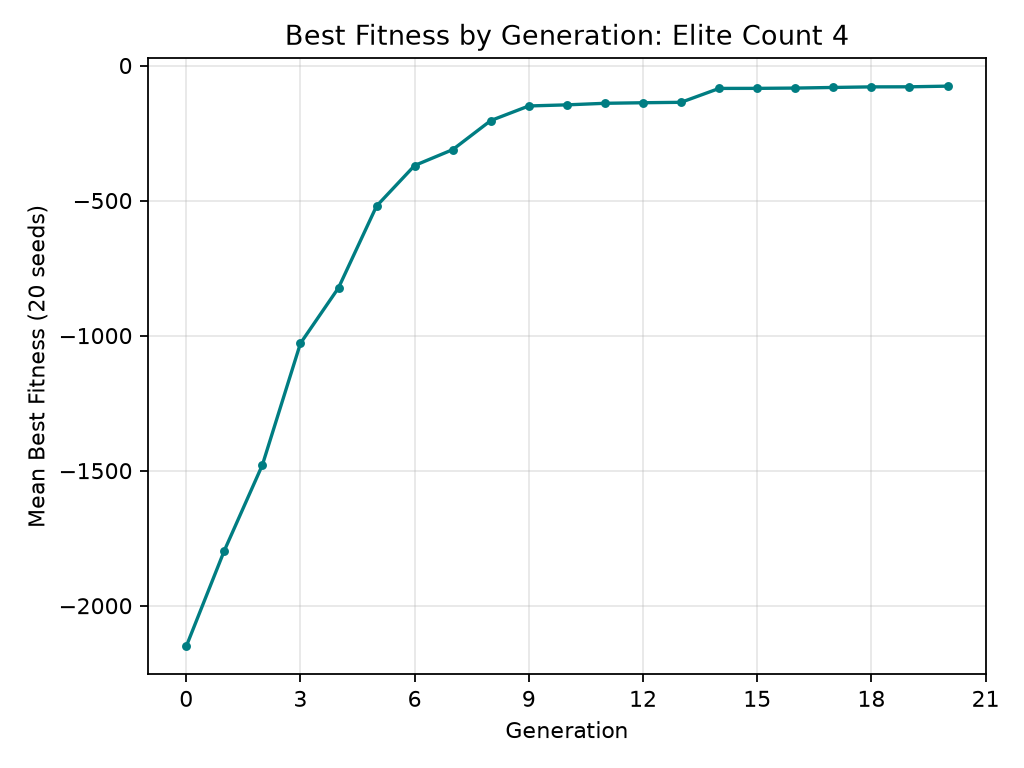 Best Fitness by Generation: Elite Count 4
Mean Best Fitness (20 seeds)
0
−500
−1000
−1500
−2000
0 3 6 9 12 15 18 21
Generation